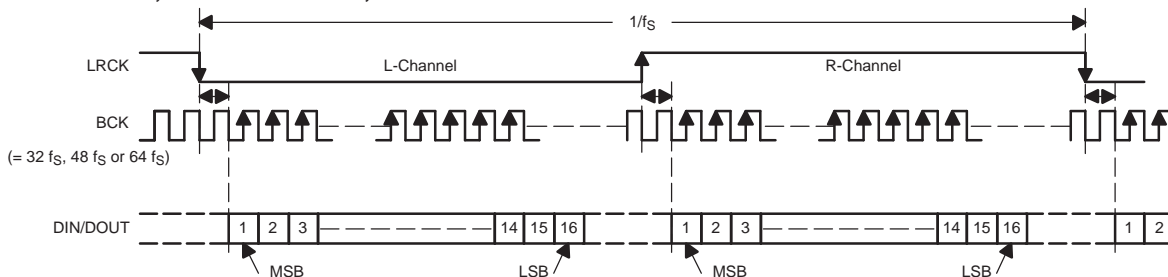 1/fS
LRCK
L-Channel
R-Channel
BCK
(= 32 fS, 48 fS or 64 fS)
DIN/DOUT
1 2 3 14 15 16 1 2 3 14 15 16 1 2
MSB LSB MSB LSB